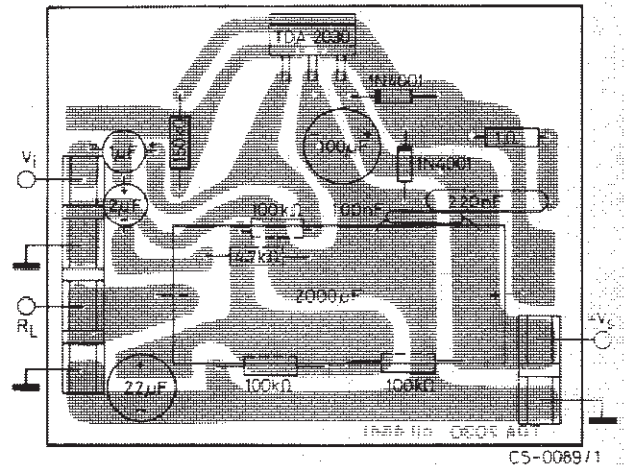 TDA 2030
1N4001
150kΩ
100µF
1Ω
1µF
Vi
1N4001
2µF
220nF
100kΩ
100nF
4,7kΩ
2000µF
RL
+Vs
22µF
100kΩ
100kΩ
CS-0089/1